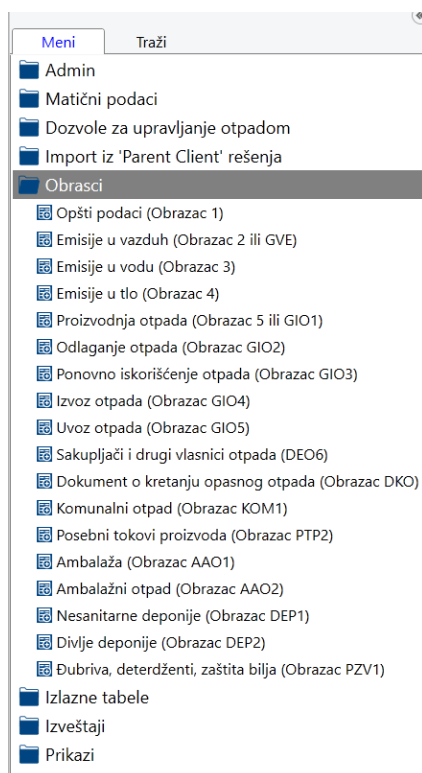 Meni Traži
Admin
Matični podaci
Dozvole za upravljanje otpadom
Import iz 'Parent Client' rešenja
Obrasci
Opšti podaci (Obrazac 1)
Emisije u vazduh (Obrazac 2 ili GVE)
Emisije u vodu (Obrazac 3)
Emisije u tlo (Obrazac 4)
Proizvodnja otpada (Obrazac 5 ili GIO1)
Odlaganje otpada (Obrazac GIO2)
Ponovno iskorišćenje otpada (Obrazac GIO3)
Izvoz otpada (Obrazac GIO4)
Uvoz otpada (Obrazac GIO5)
Sakupljači i drugi vlasnici otpada (DEO6)
Dokument o kretanju opasnog otpada (Obrazac DKO)
Komunalni otpad (Obrazac KOM1)
Posebni tokovi proizvoda (Obrazac PTP2)
Ambalaža (Obrazac AAO1)
Ambalažni otpad (Obrazac AAO2)
Nesanitarne deponije (Obrazac DEP1)
Divlje deponije (Obrazac DEP2)
Đubriva, deterdženti, zaštita bilja (Obrazac PZV1)
Izlazne tabele
Izveštaji
Prikazi